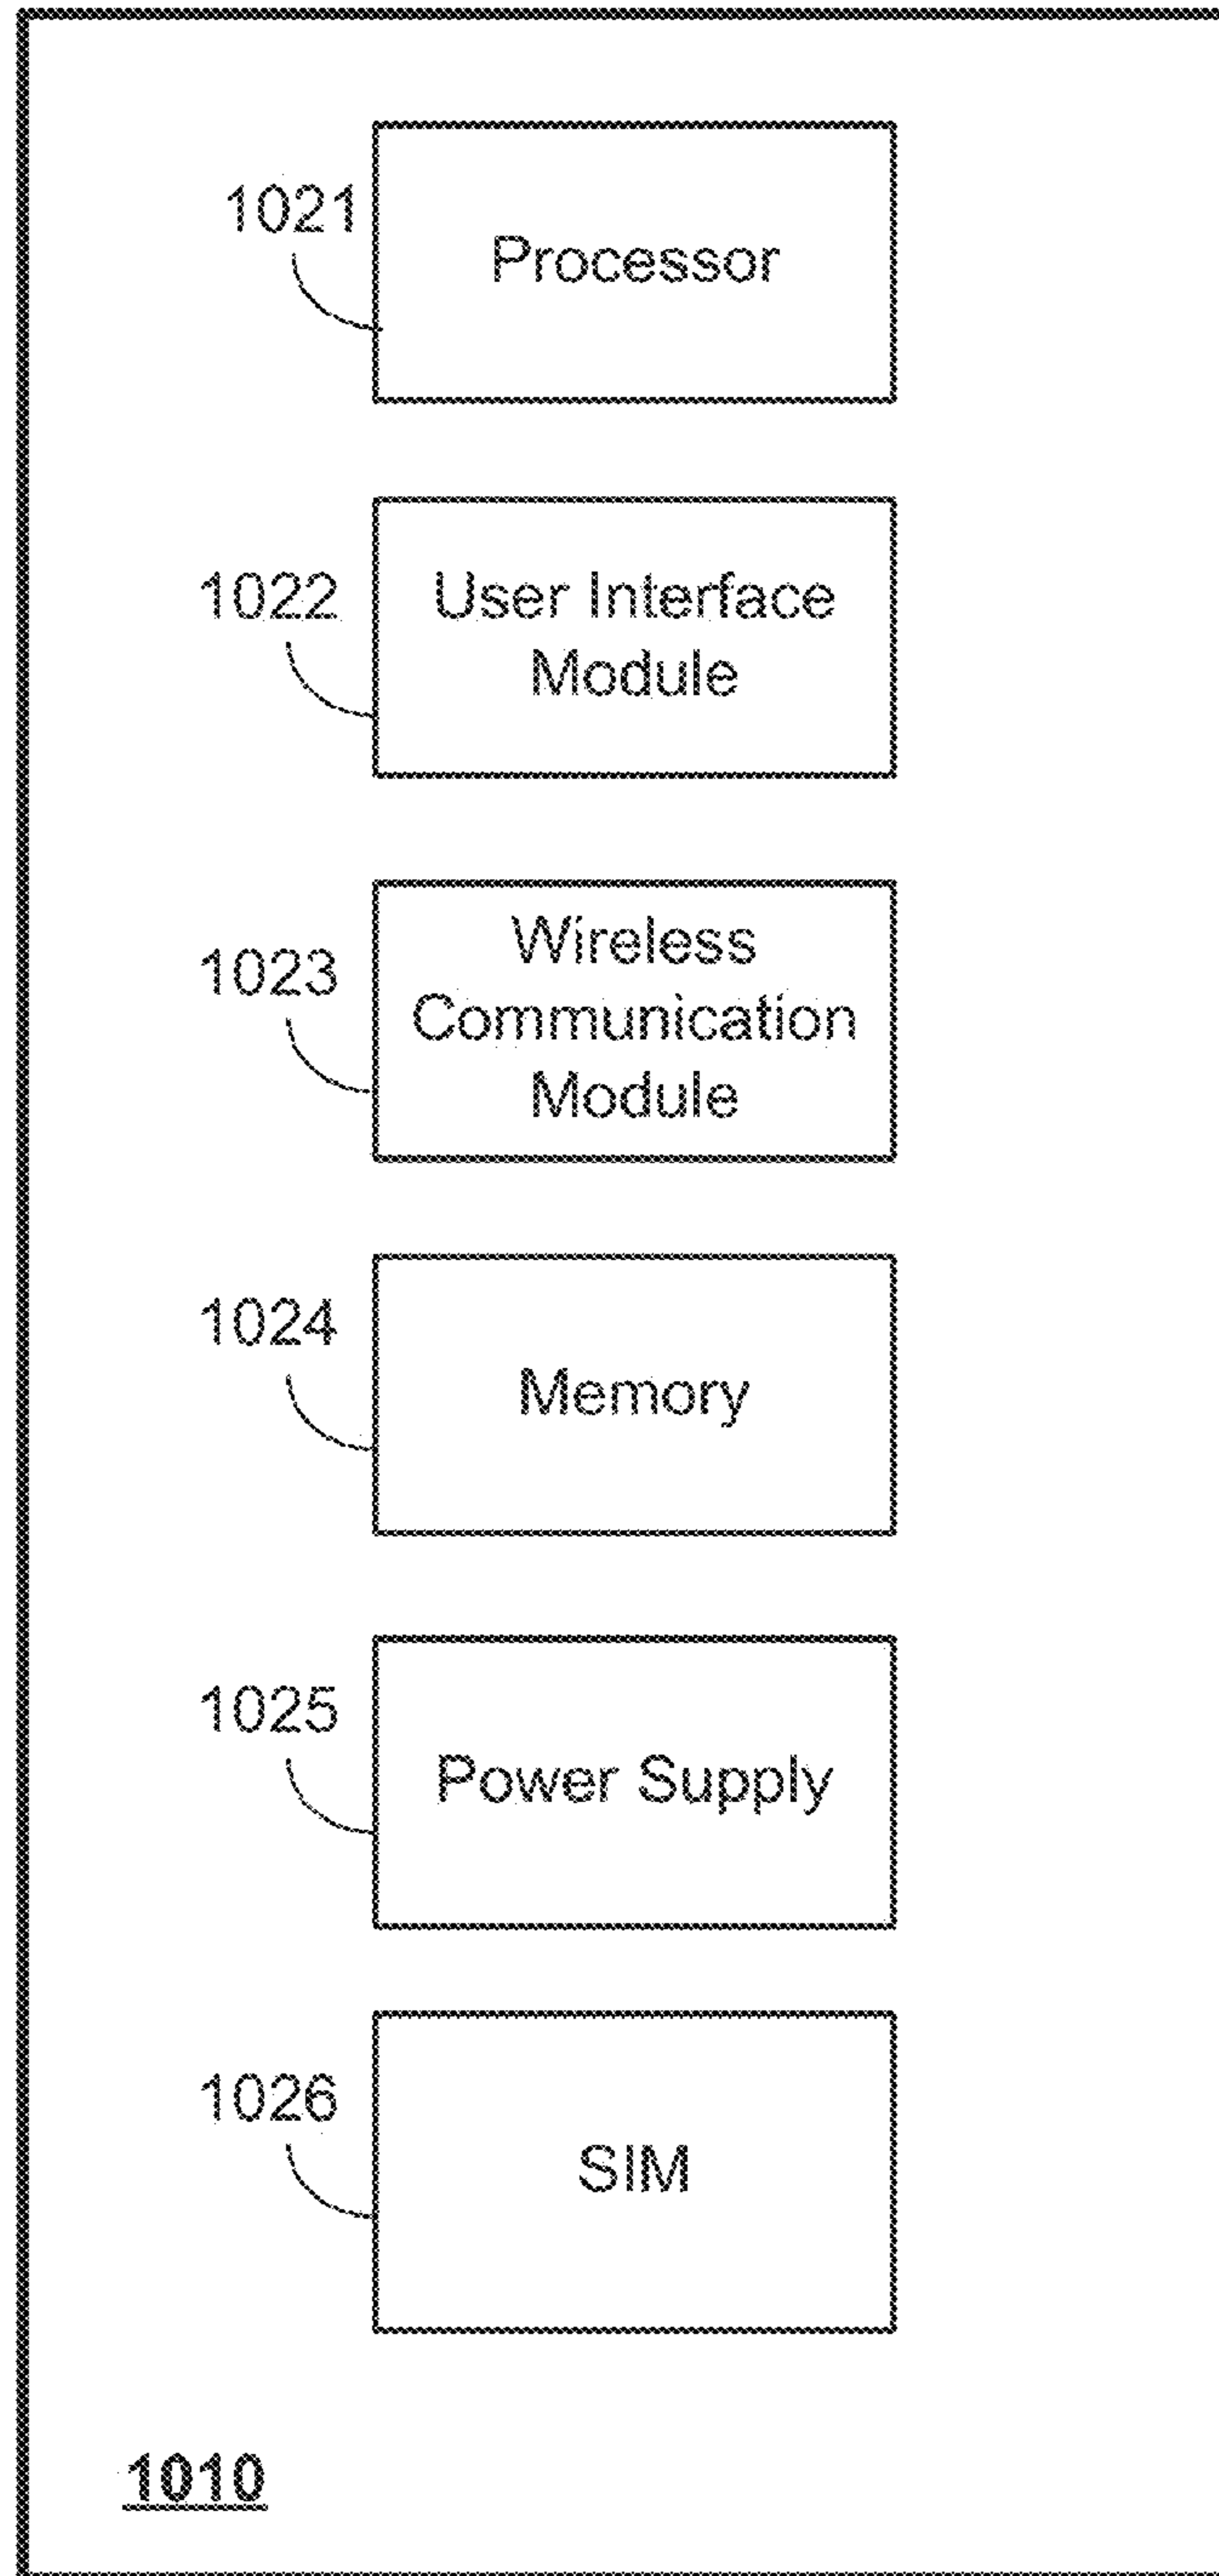 1021
Processor
1022
User Interface
Module
1023
Wireless
Communication
Module
1024
Memory
1025
Power Supply
1026
SIM
1010